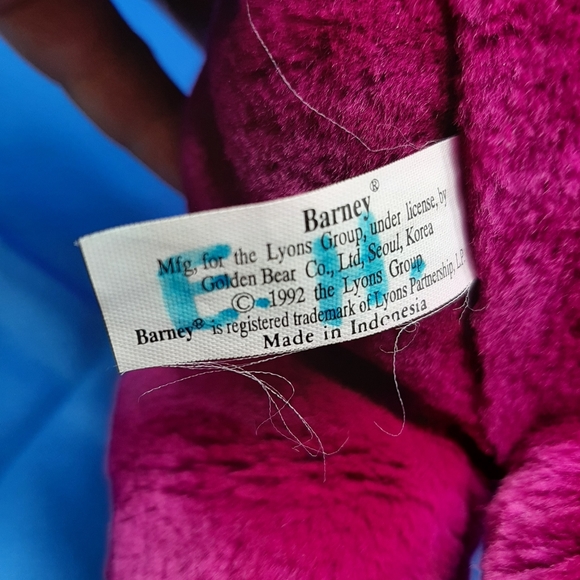 Barney®
Mfg. for the Lyons Group, under license, by
Golden Bear Co., Ltd, Seoul, Korea
© 1992 the Lyons Group
Barney® is registered trademark of Lyons Partnership, L.P.
Made in Indonesia
E. H.